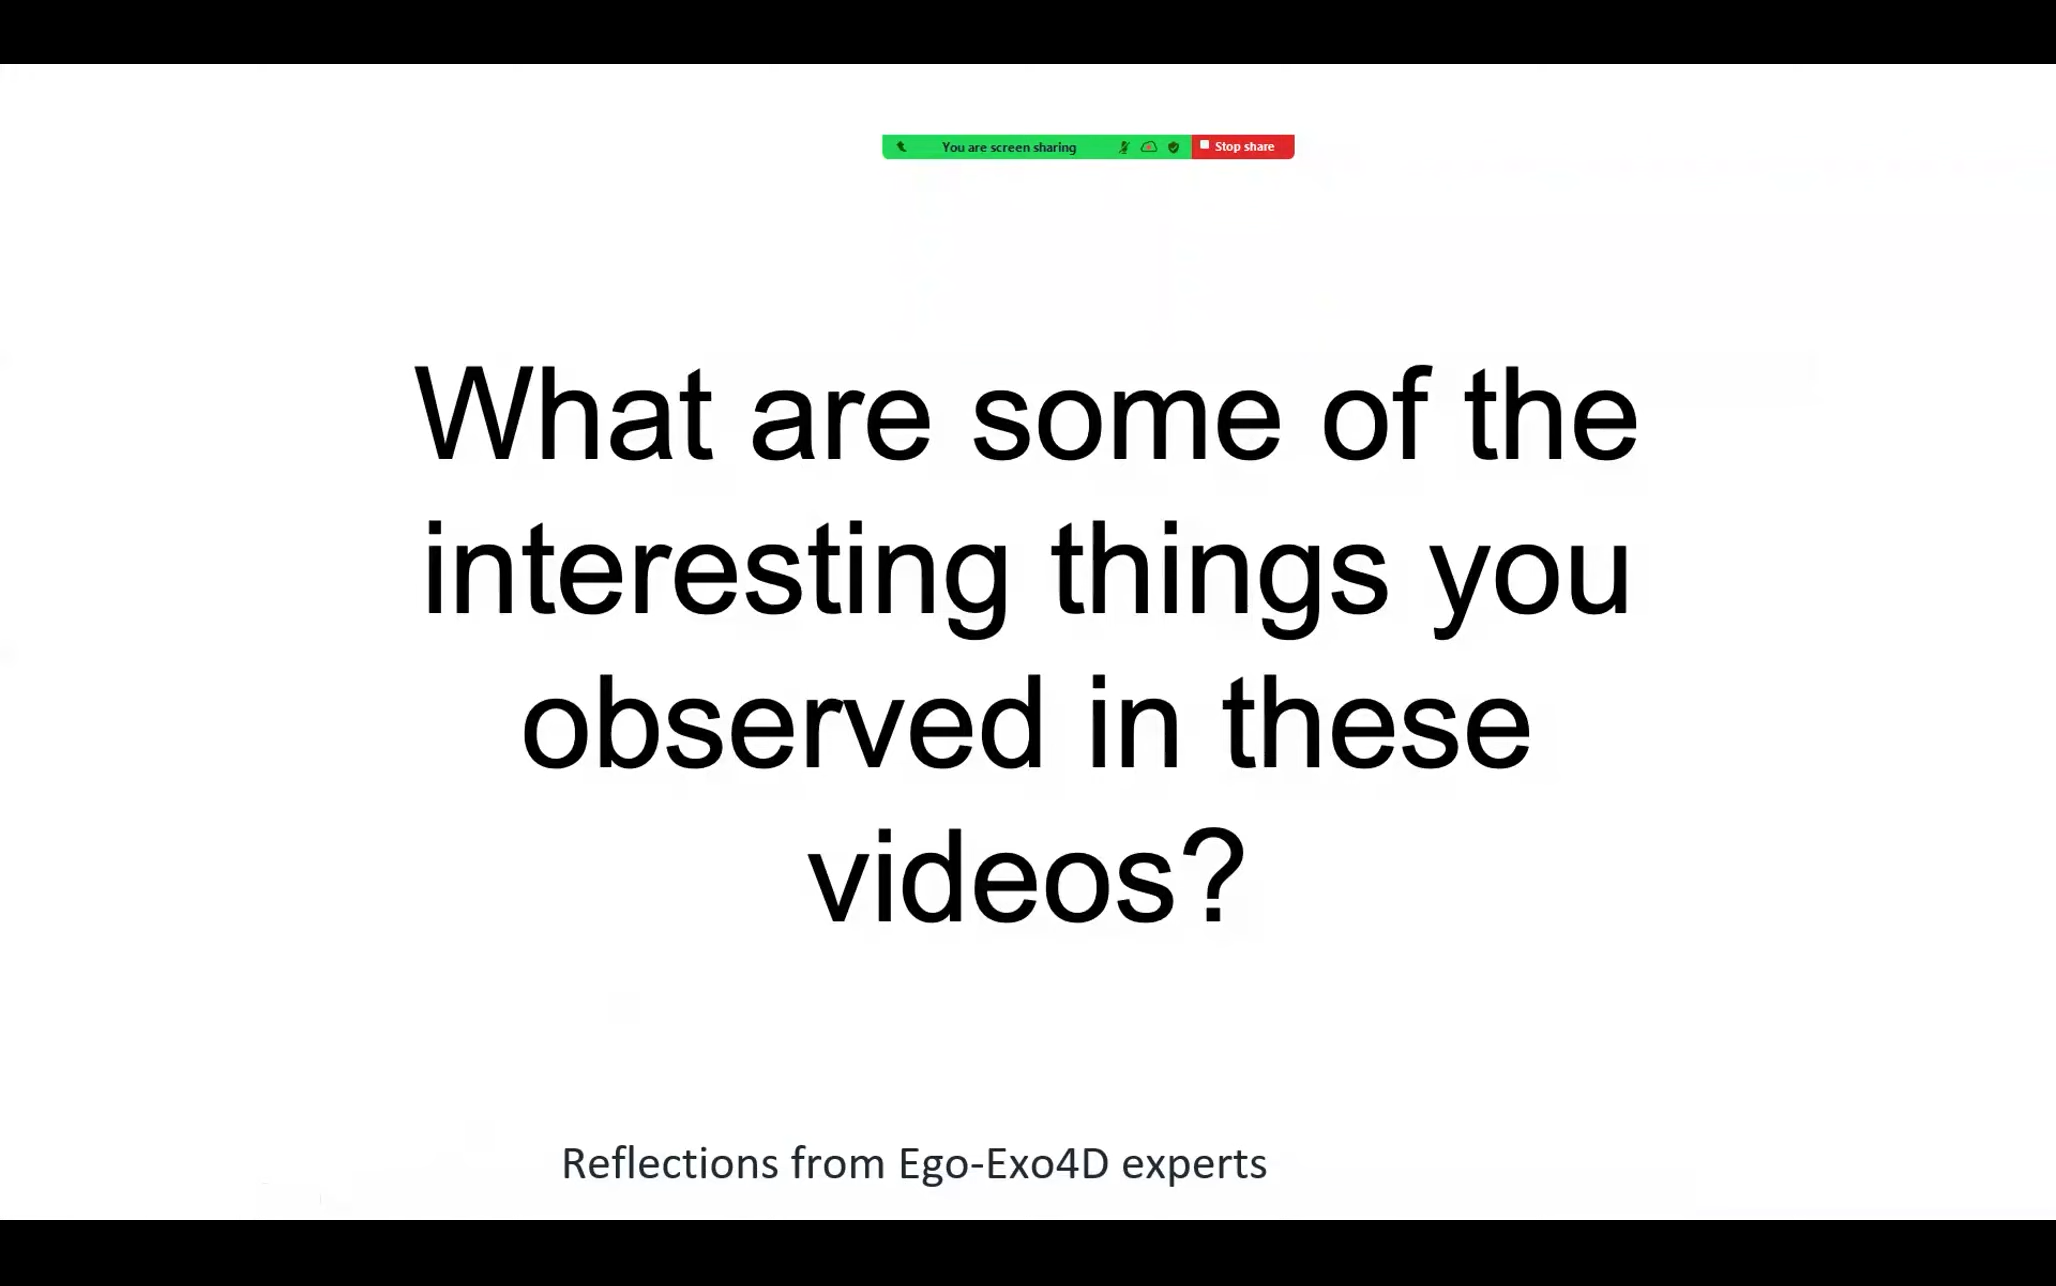 You are screen sharing Stop share
What are some of the
interesting things you
observed in these
videos?
Reflections from Ego-Exo4D experts